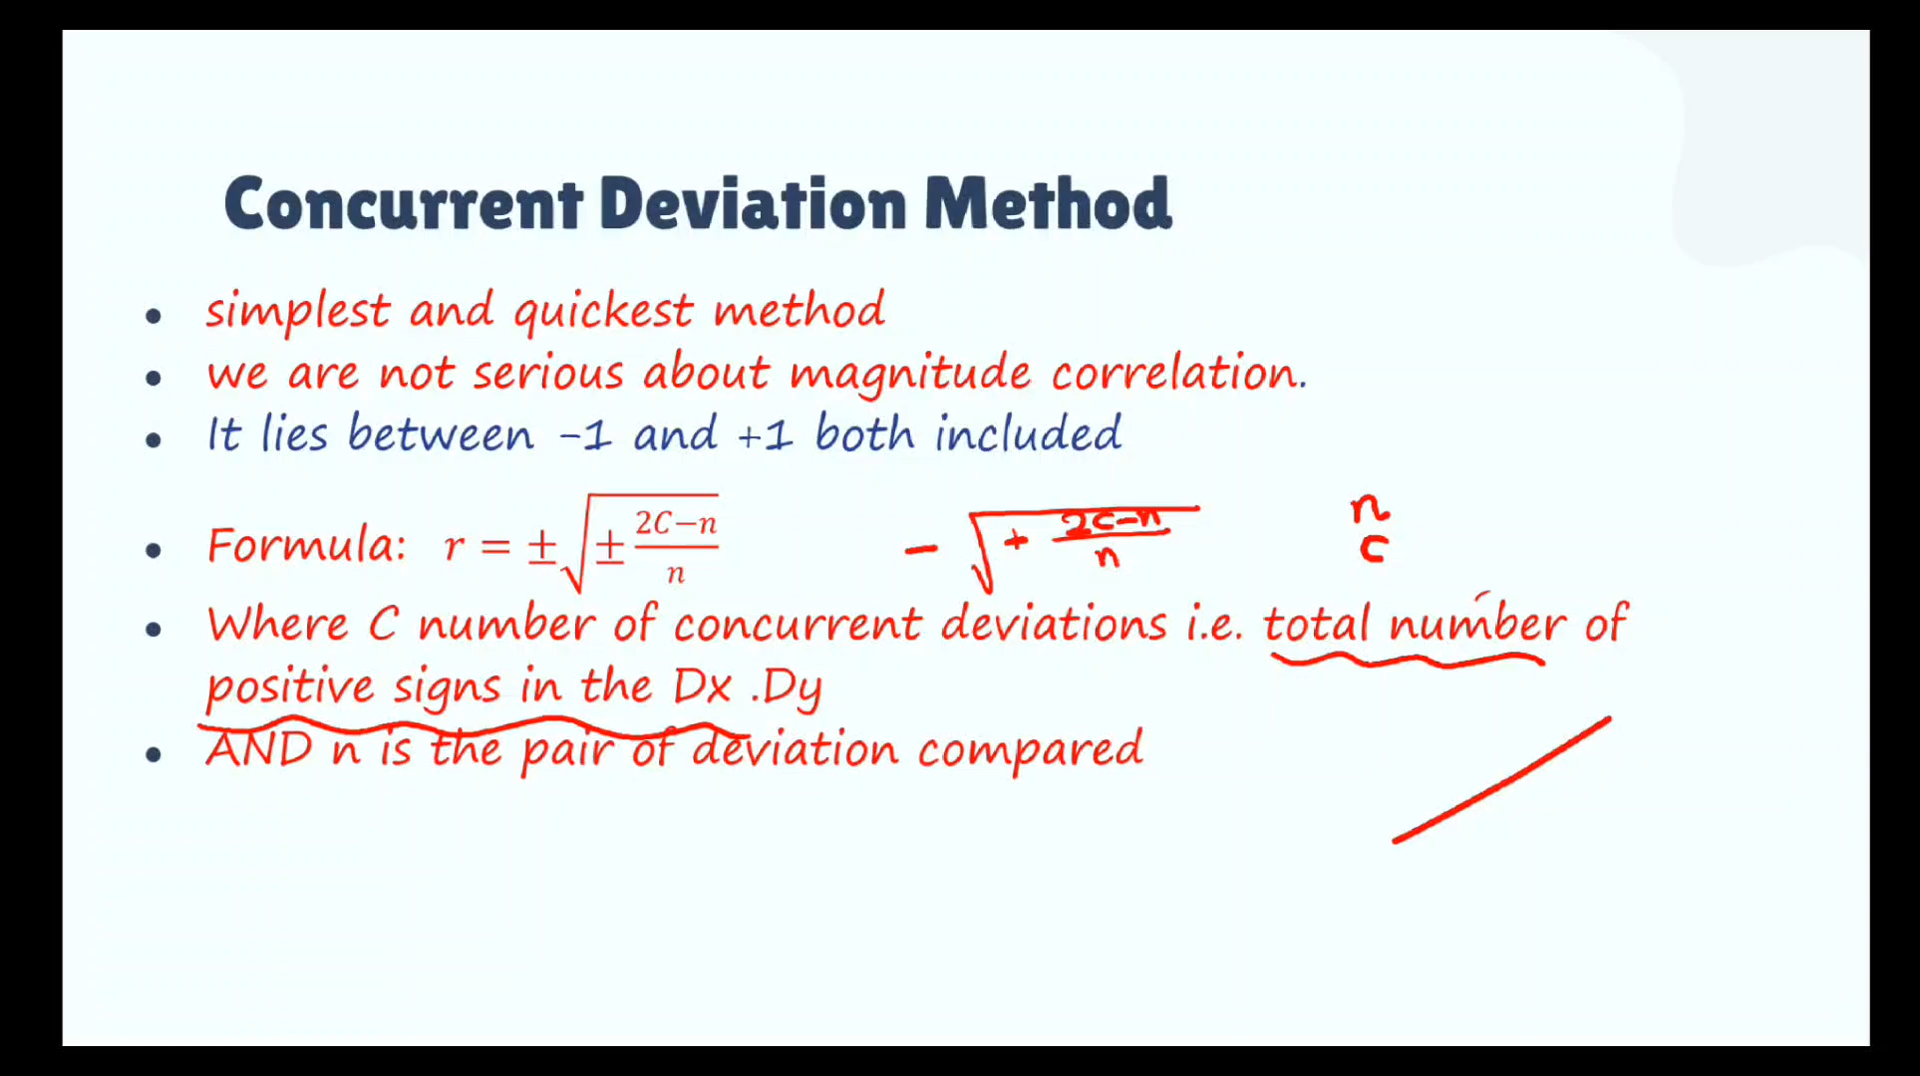 Concurrent Deviation Method
• simplest and quickest method
• we are not serious about magnitude correlation.
• It lies between -1 and +1 both included
• Formula: r = ±√(± (2C−n)/n) −√(+ (2c−n)/n) n
c
• Where C number of concurrent deviations i.e. total number of
positive signs in the Dx .Dy
• AND n is the pair of deviation compared